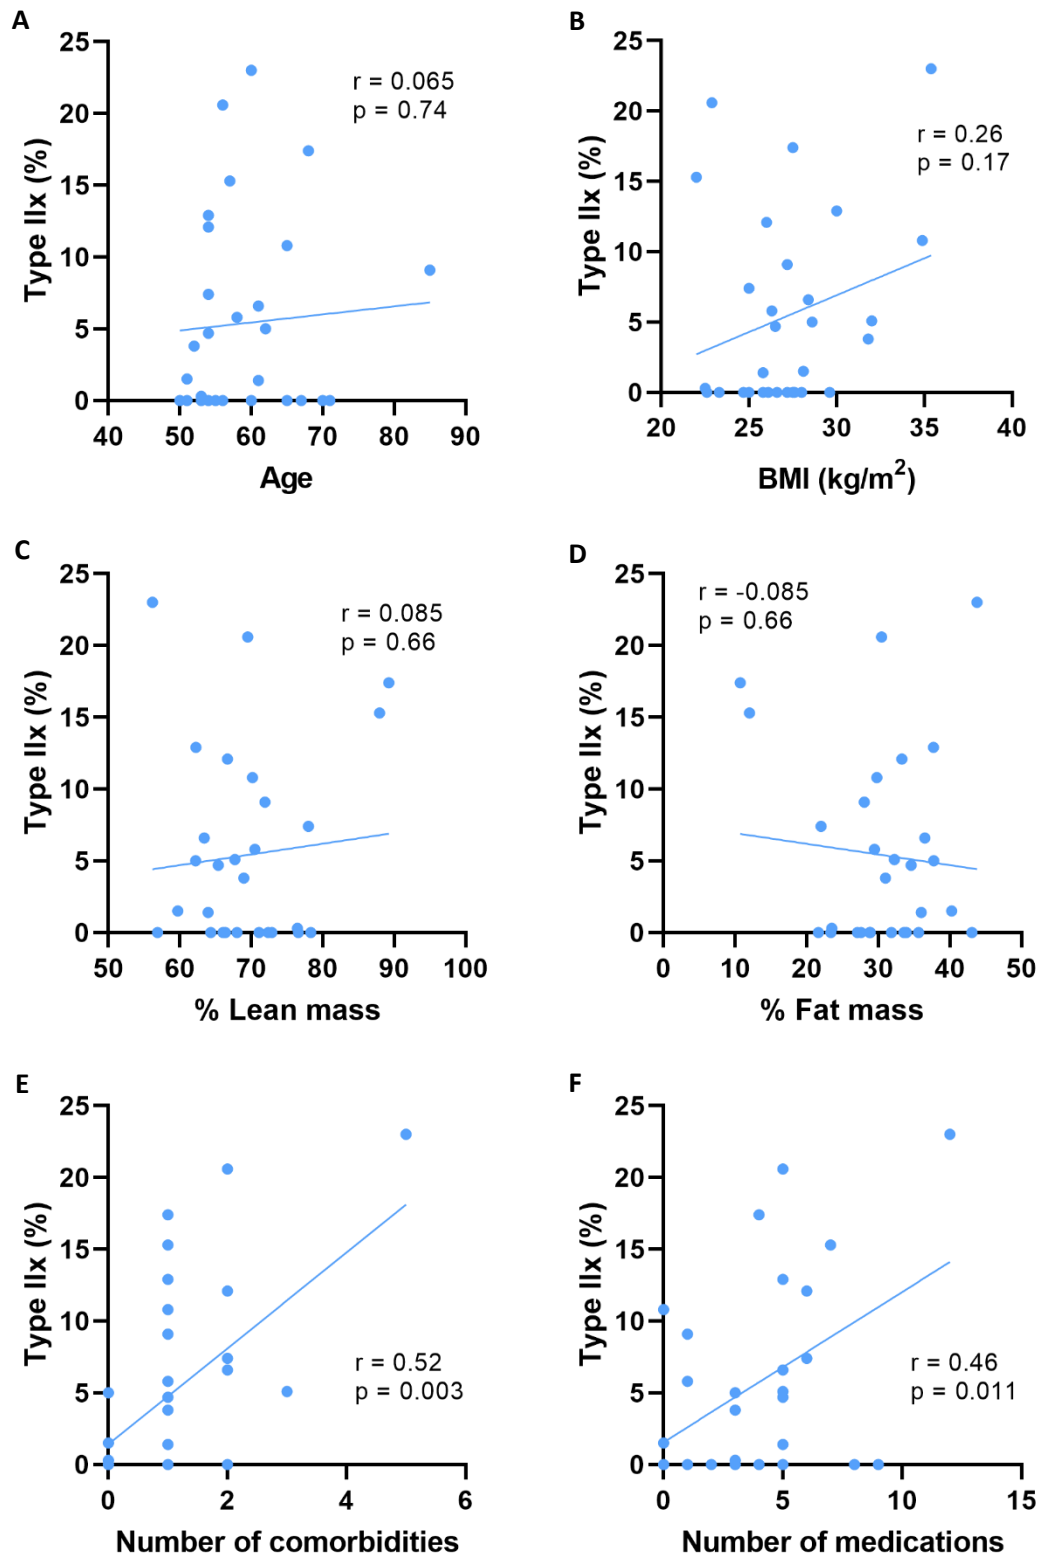 A
25
20
15
10
5
0
Type IIx (%)
r = 0.065
p = 0.74
40 50 60 70 80 90
Age
B
25
20
15
10
5
0
Type IIx (%)
r = 0.26
p = 0.17
20 25 30 35 40
BMI (kg/m²)
C
25
20
15
10
5
0
Type IIx (%)
r = 0.085
p = 0.66
50 60 70 80 90 100
% Lean mass
D
25
20
15
10
5
0
Type IIx (%)
r = -0.085
p = 0.66
0 10 20 30 40 50
% Fat mass
E
25
20
15
10
5
0
Type IIx (%)
r = 0.52
p = 0.003
0 2 4 6
Number of comorbidities
F
25
20
15
10
5
0
Type IIx (%)
r = 0.46
p = 0.011
0 5 10 15
Number of medications